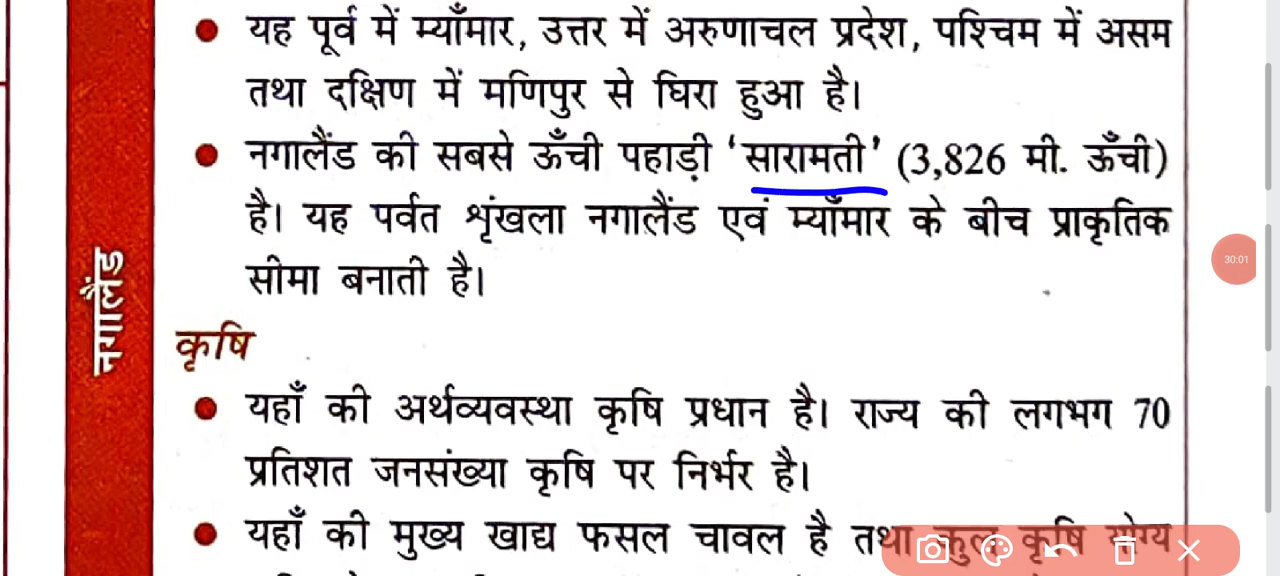 यह पूर्व में म्याँमार, उत्तर में अरुणाचल प्रदेश, पश्चिम में असम
तथा दक्षिण में मणिपुर से घिरा हुआ है।
नगालैंड की सबसे ऊँची पहाड़ी ‘सारामती’ (3,826 मी. ऊँची)
है। यह पर्वत शृंखला नगालैंड एवं म्याँमार के बीच प्राकृतिक
सीमा बनाती है।
नगालैंड
कृषि
यहाँ की अर्थव्यवस्था कृषि प्रधान है। राज्य की लगभग 70
प्रतिशत जनसंख्या कृषि पर निर्भर है।
यहाँ की मुख्य खाद्य फसल चावल है तथा कुल कृषि योग्य
30:01